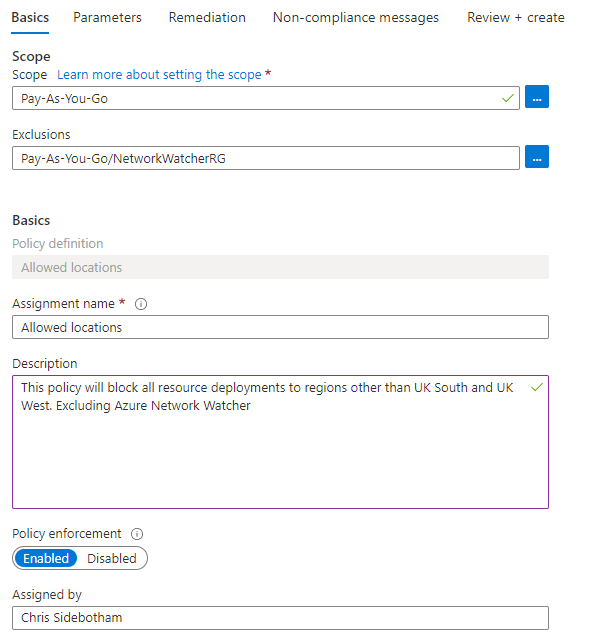 Basics Parameters Remediation Non-compliance messages Review + create
Scope
Scope Learn more about setting the scope *
Pay-As-You-Go
...
Exclusions
Pay-As-You-Go/NetworkWatcherRG
...
Basics
Policy definition
Allowed locations
Assignment name *
Allowed locations
Description
This policy will block all resource deployments to regions other than UK South and UK
West. Excluding Azure Network Watcher
Policy enforcement
Enabled Disabled
Assigned by
Chris Sidebotham